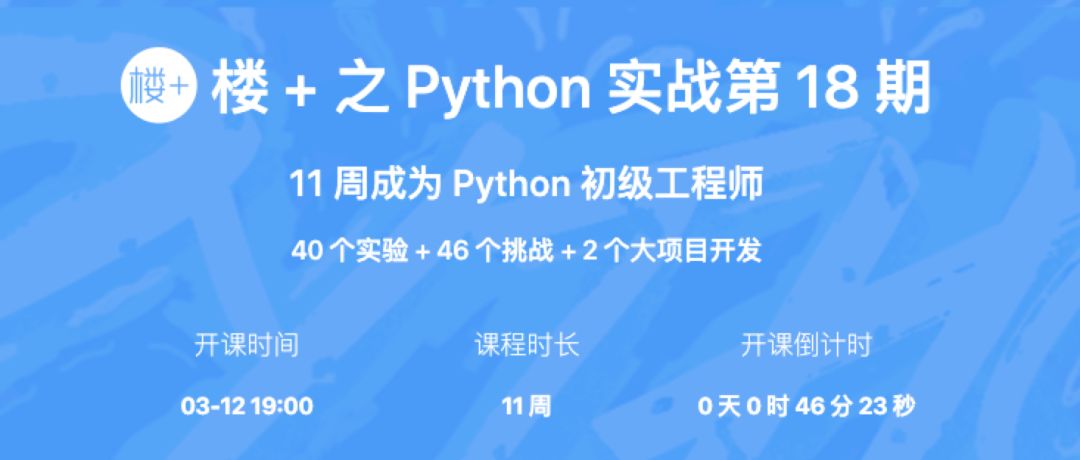 楼+ 楼 + 之 Python 实战第 18 期
11 周成为 Python 初级工程师
40 个实验 + 46 个挑战 + 2 个大项目开发
开课时间 课程时长 开课倒计时
03-12 19:00 11 周 0 天 0 时 46 分 23 秒